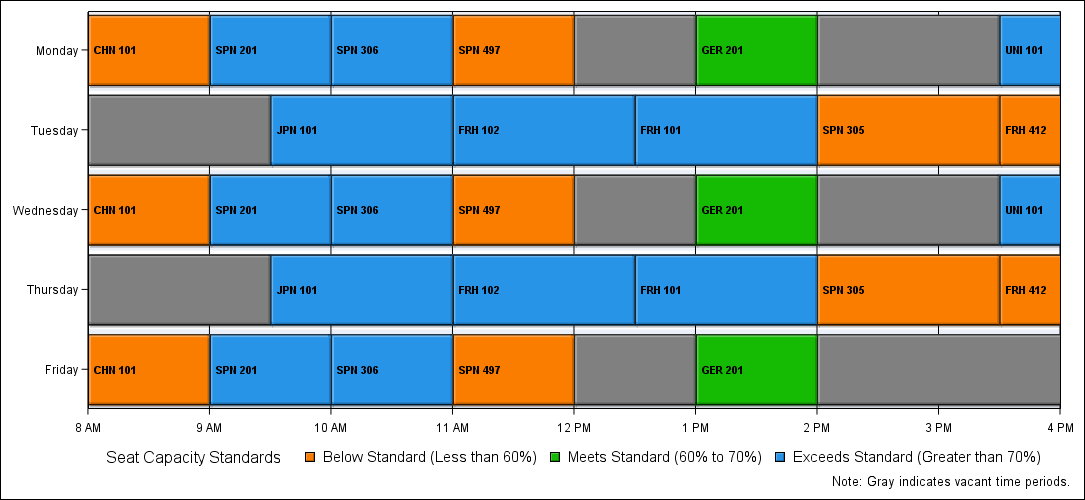 Monday CHN 101 SPN 201 SPN 306 SPN 497 GER 201 UNI 101
Tuesday JPN 101 FRH 102 FRH 101 SPN 305 FRH 412
Wednesday CHN 101 SPN 201 SPN 306 SPN 497 GER 201 UNI 101
Thursday JPN 101 FRH 102 FRH 101 SPN 305 FRH 412
Friday CHN 101 SPN 201 SPN 306 SPN 497 GER 201
8 AM 9 AM 10 AM 11 AM 12 PM 1 PM 2 PM 3 PM 4 PM
Seat Capacity Standards Below Standard (Less than 60%) Meets Standard (60% to 70%) Exceeds Standard (Greater than 70%)
Note: Gray indicates vacant time periods.